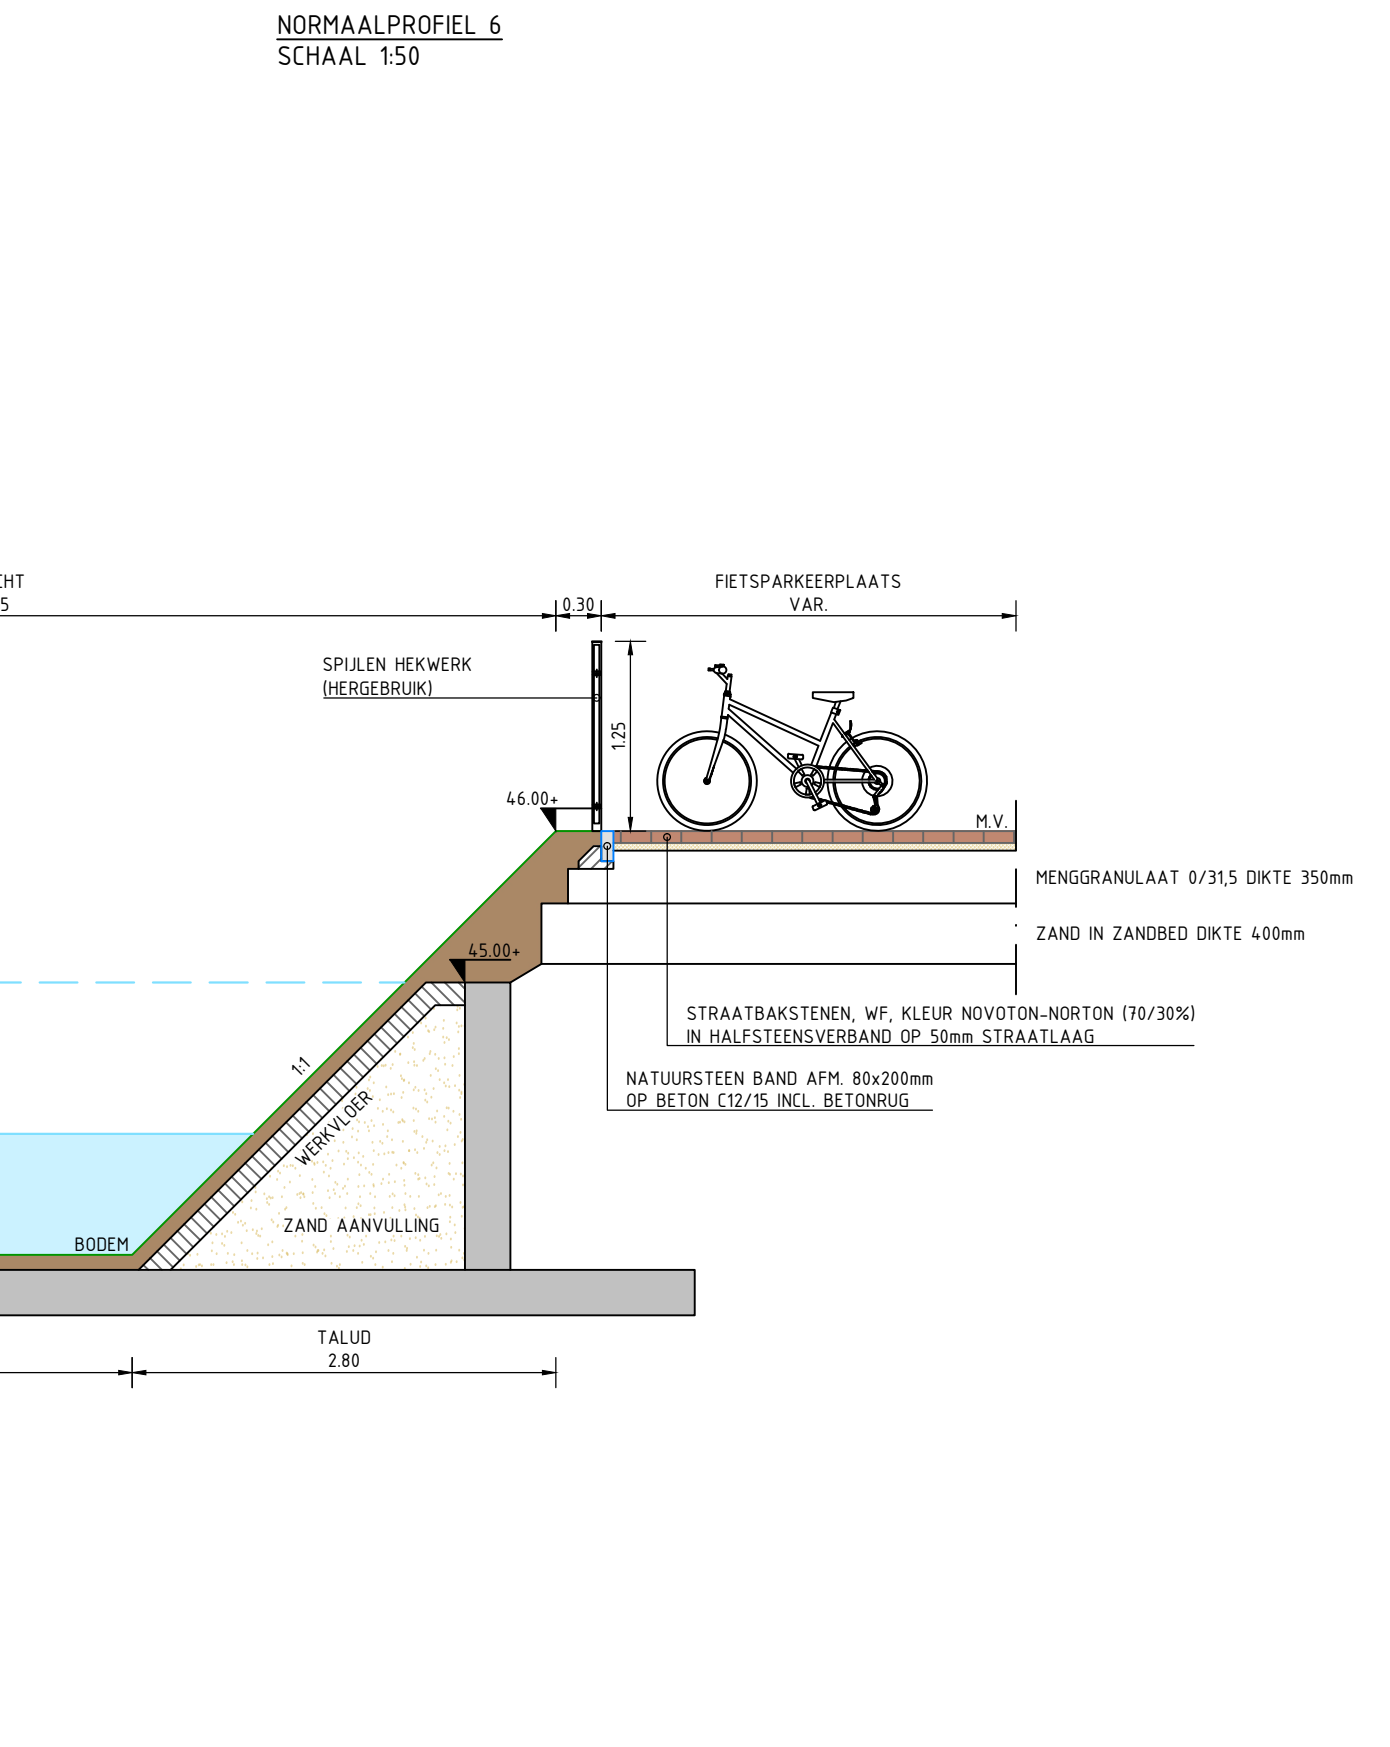 NORMAALPROFIEL 6
SCHAAL 1:50
FIETSPARKEERPLAATS
0.30
VAR.
SPIJLEN HEKWERK
(HERGEBRUIK)
1.25
46.00+
M.V.
MENGGRANULAAT 0/31,5 DIKTE 350mm
ZAND IN ZANDBED DIKTE 400mm
45.00+
STRAATBAKSTENEN, WF, KLEUR NOVOTON-NORTON (70/30%)
IN HALFSTEENSVERBAND OP 50mm STRAATLAAG
1:1
NATUURSTEEN BAND AFM. 80x200mm
OP BETON C12/15 INCL. BETONRUG
WERKVLOER
ZAND AANVULLING
BODEM
TALUD
2.80